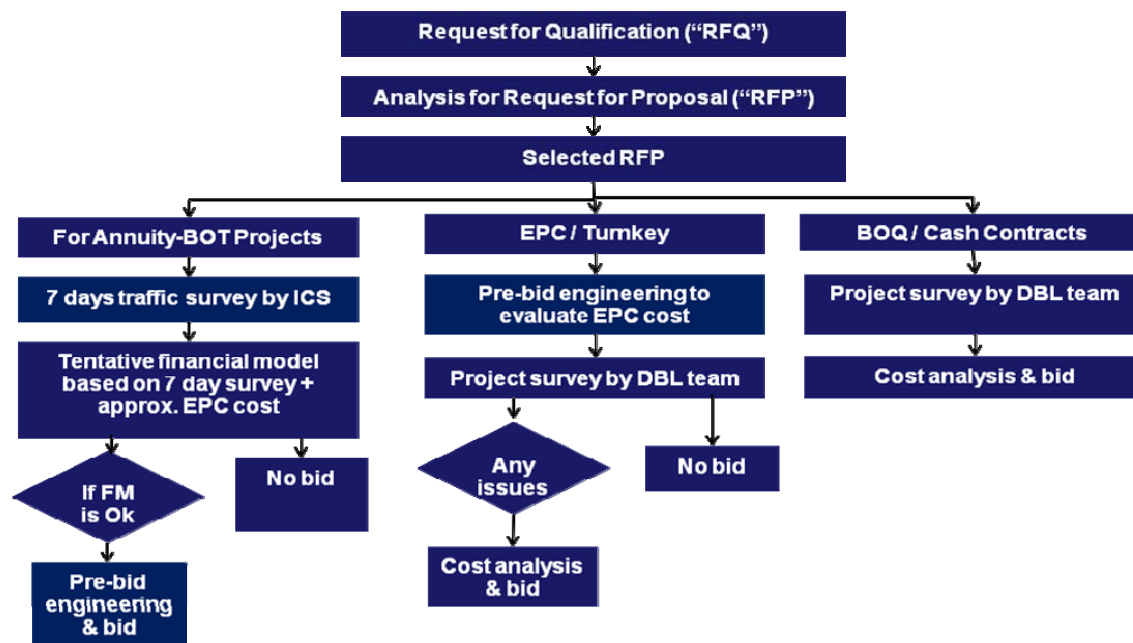 Request for Qualification (“RFQ”)
Analysis for Request for Proposal (“RFP”)
Selected RFP
For Annuity-BOT Projects
7 days traffic survey by ICS
Tentative financial model
based on 7 day survey +
approx. EPC cost
If FM
is Ok
No bid
Pre-bid
engineering
& bid
EPC / Turnkey
Pre-bid engineering to
evaluate EPC cost
Project survey by DBL team
Any
issues
No bid
Cost analysis
& bid
BOQ / Cash Contracts
Project survey by DBL team
Cost analysis & bid